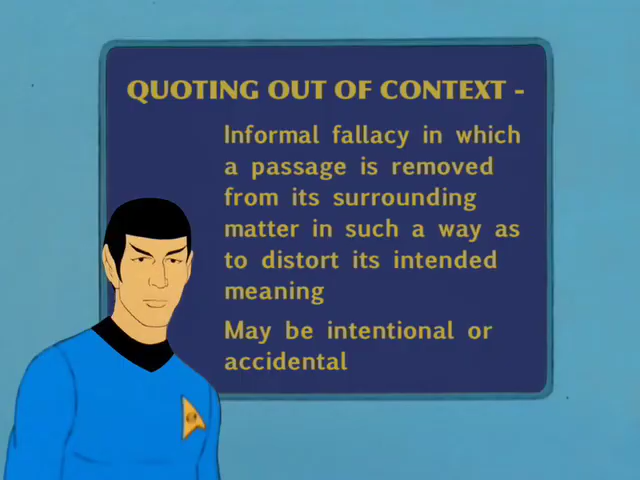 QUOTING OUT OF CONTEXT -
Informal fallacy in which
a passage is removed
from its surrounding
matter in such a way as
to distort its intended
meaning
May be intentional or
accidental